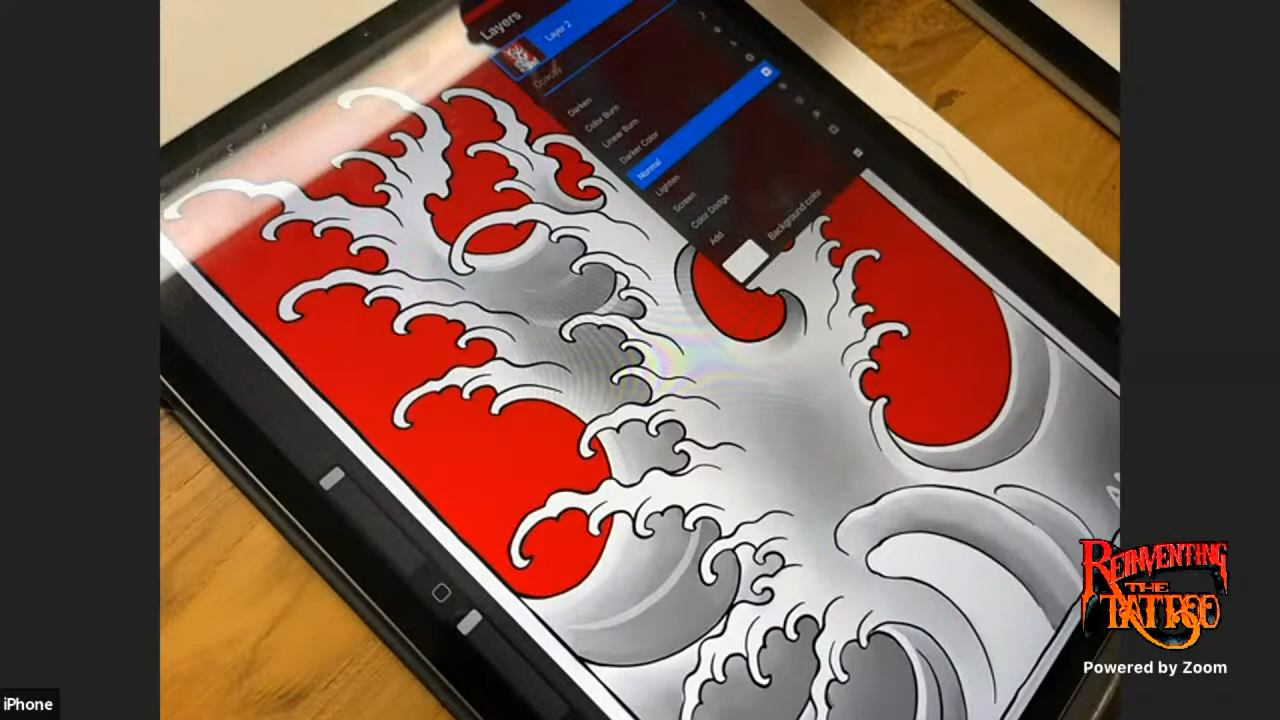 Layers
Layer 2
Opacity
Darken
Color Burn
Linear Burn
Darker Color
Normal
Lighten
Screen
Color Dodge
Add
Background color
REINVENTING
THE
TATTOO
Powered by Zoom
iPhone